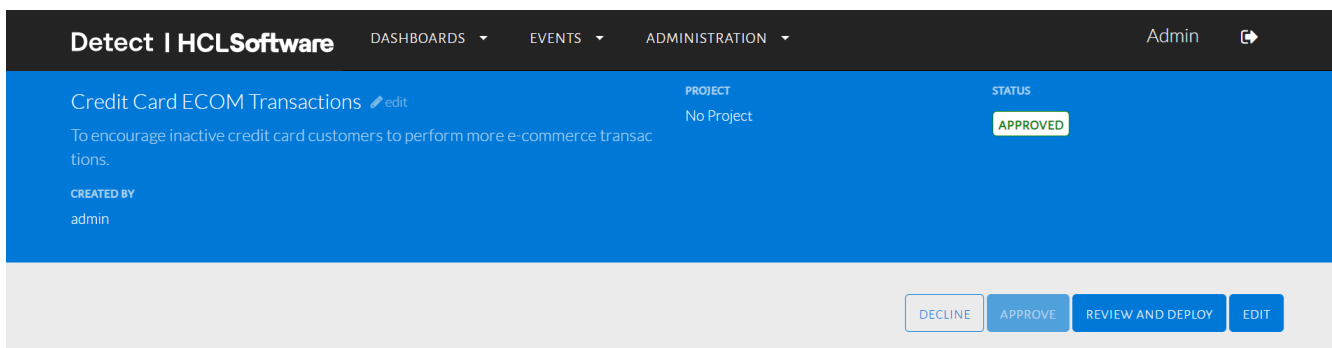 Detect | HCLSoftware DASHBOARDS EVENTS ADMINISTRATION Admin
Credit Card ECOM Transactions edit
To encourage inactive credit card customers to perform more e-commerce transac
tions.
CREATED BY
admin
PROJECT
No Project
STATUS
APPROVED
DECLINE APPROVE REVIEW AND DEPLOY EDIT